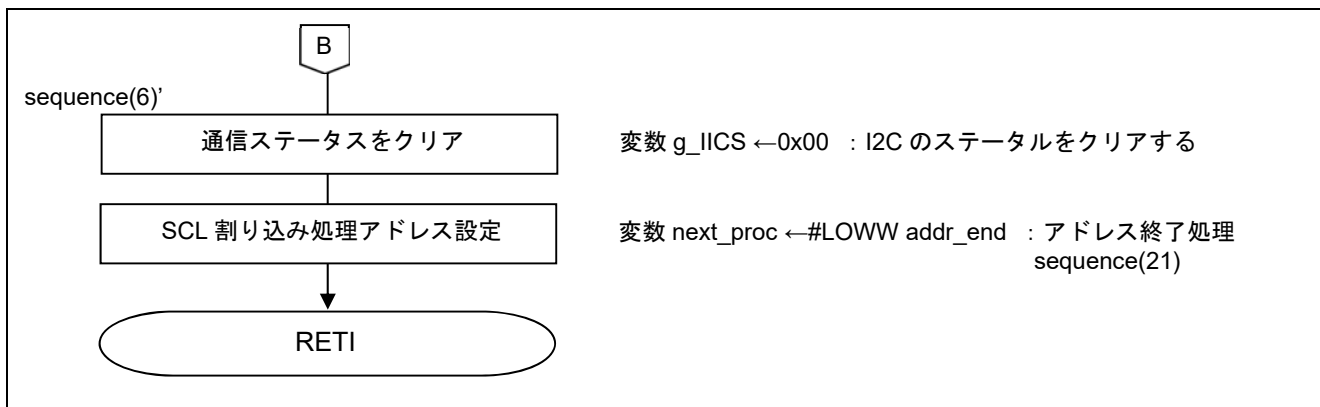 B
sequence(6)’
通信ステータスをクリア 変数 g_IICS ←0x00 ：I2C のステータルをクリアする
SCL 割り込み処理アドレス設定 変数 next_proc ←#LOWW addr_end ：アドレス終了処理
sequence(21)
RETI